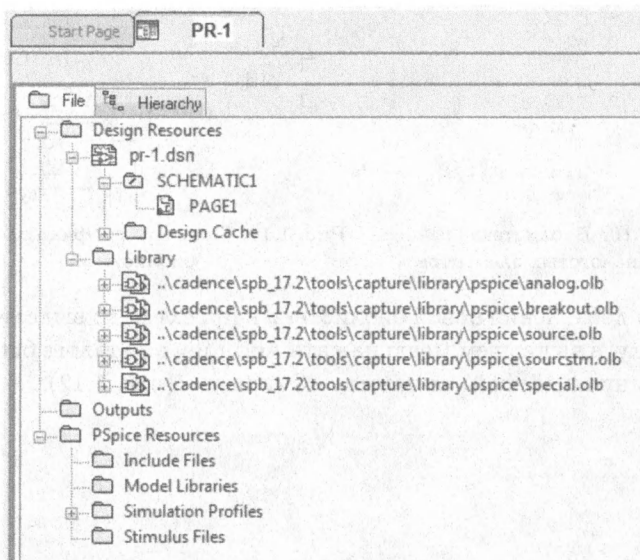 Start Page PR-1
File Hierarchy
Design Resources
pr-1.dsn
SCHEMATIC1
PAGE1
Design Cache
Library
..\cadence\spb_17.2\tools\capture\library\pspice\analog.olb
..\cadence\spb_17.2\tools\capture\library\pspice\breakout.olb
..\cadence\spb_17.2\tools\capture\library\pspice\source.olb
..\cadence\spb_17.2\tools\capture\library\pspice\sourcstm.olb
..\cadence\spb_17.2\tools\capture\library\pspice\special.olb
Outputs
PSpice Resources
Include Files
Model Libraries
Simulation Profiles
Stimulus Files